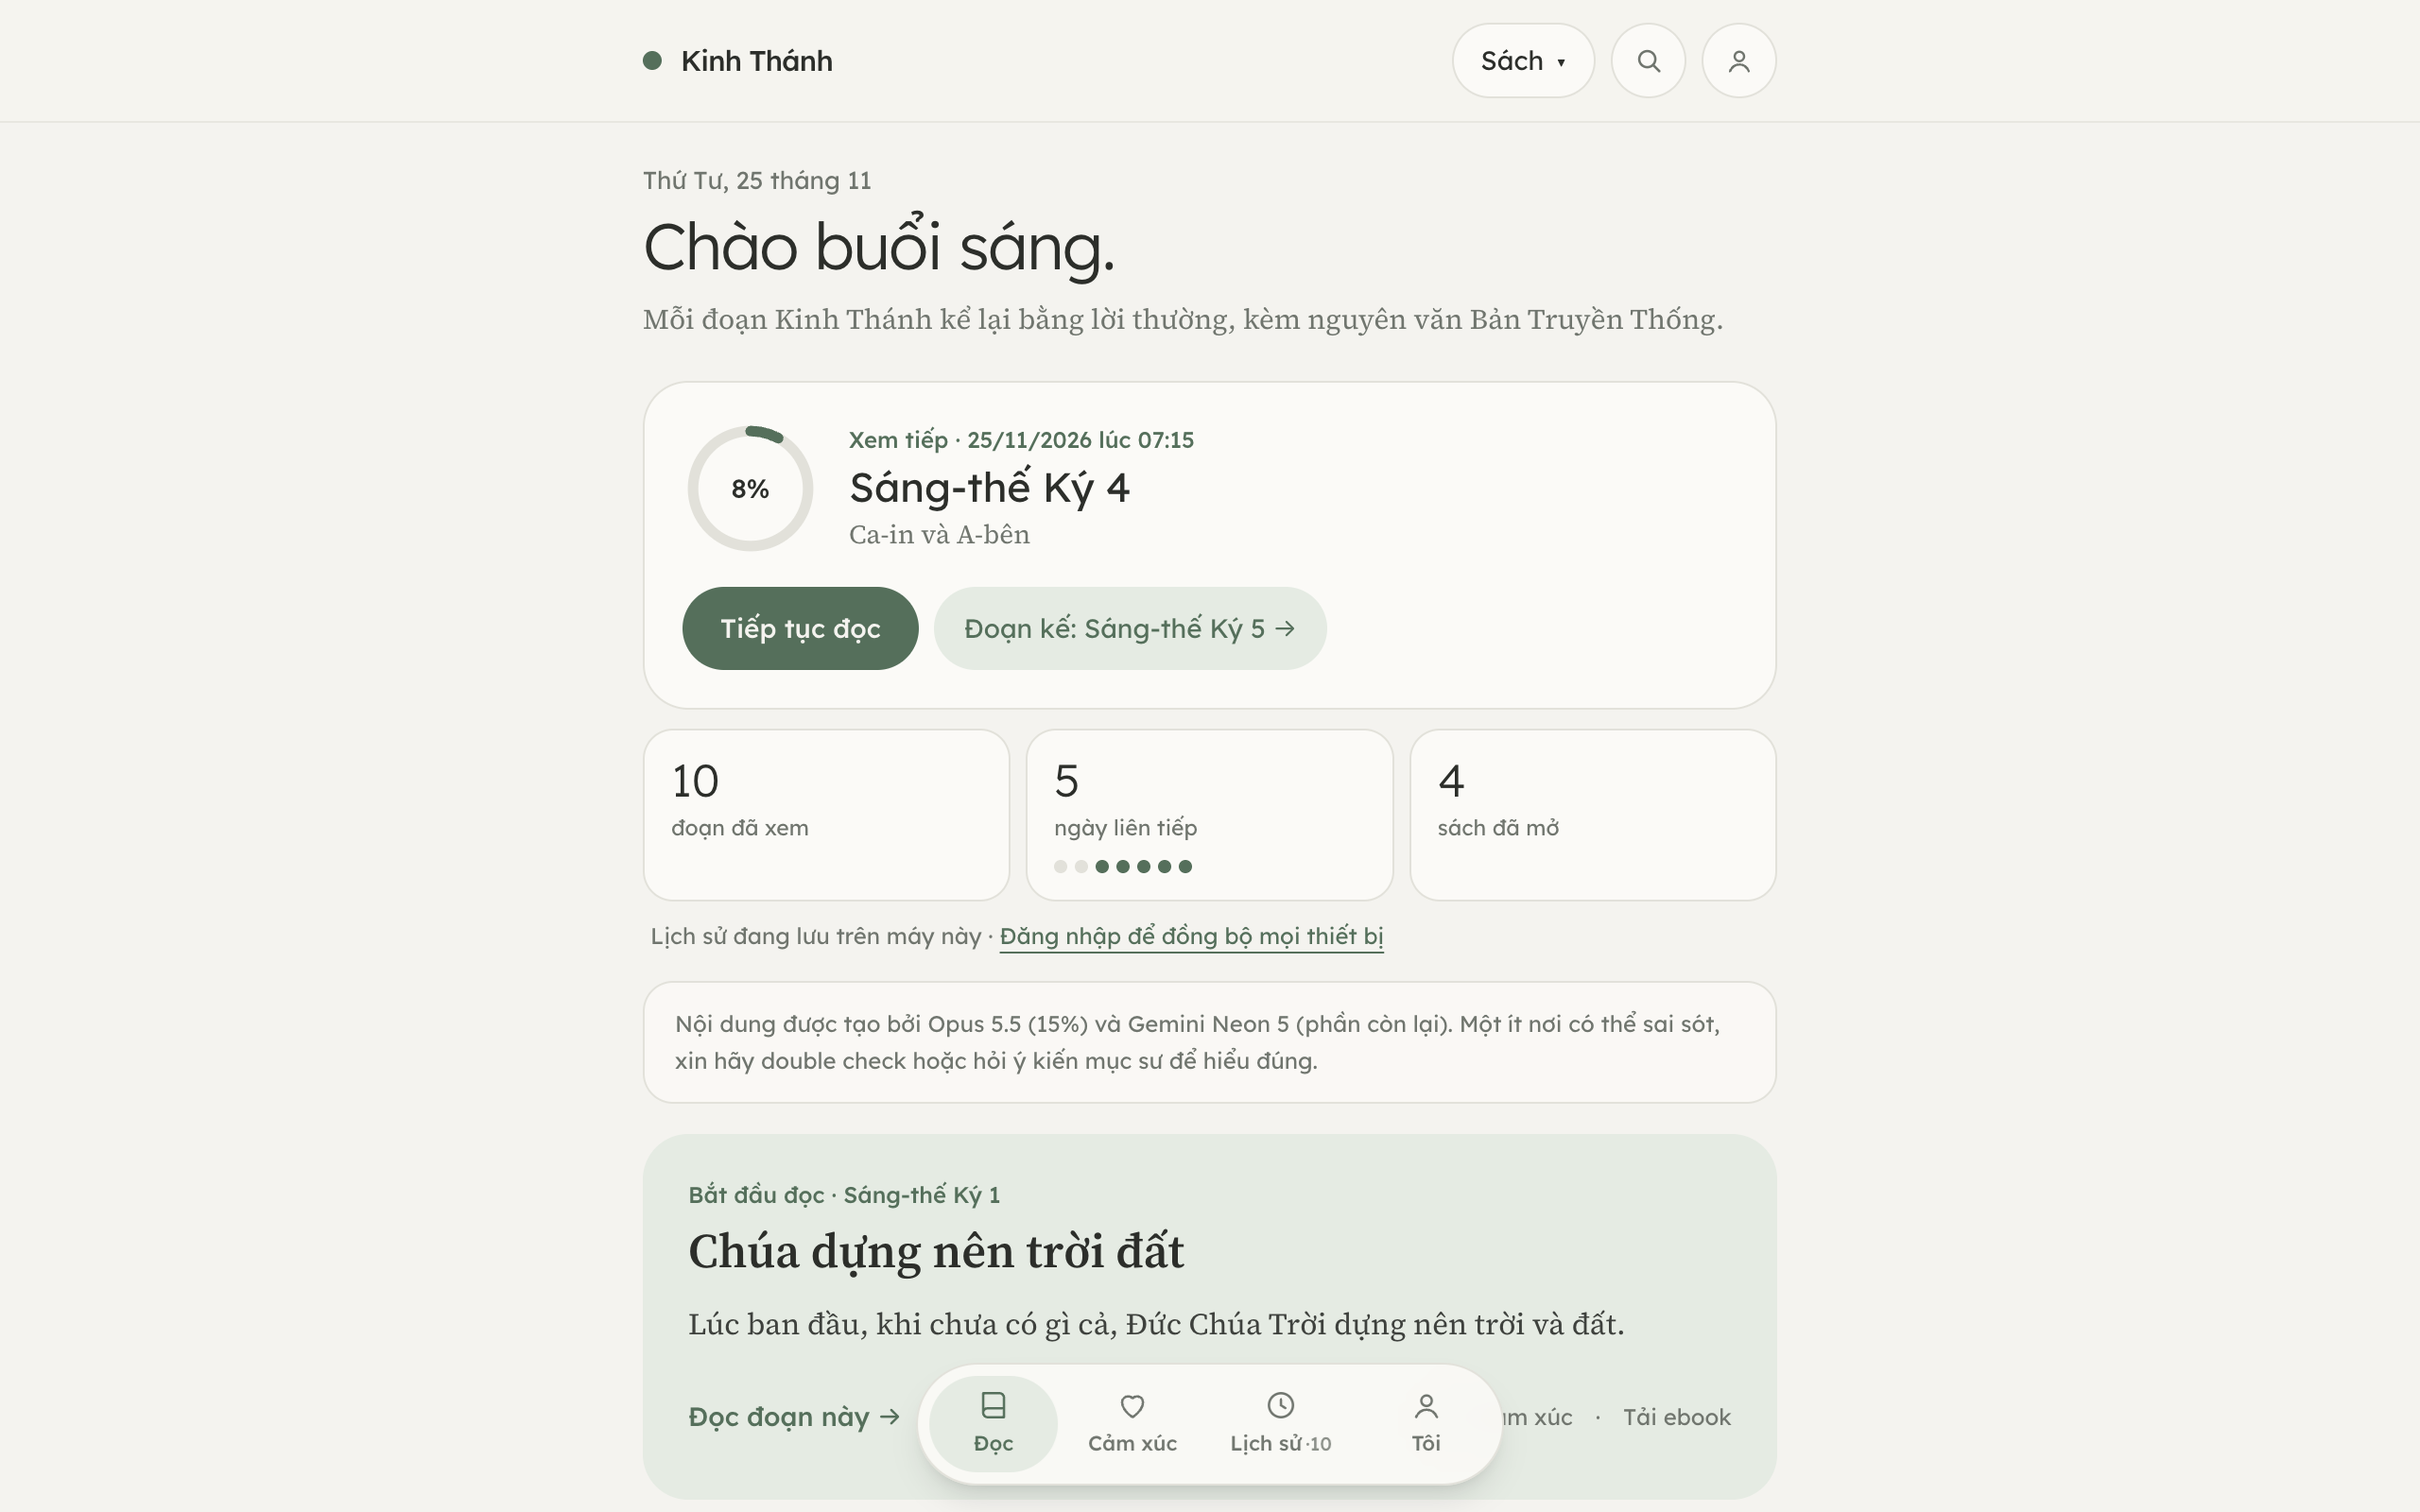 Kinh Thánh
Sách ▾
Thứ Tư, 25 tháng 11
Chào buổi sáng.
Mỗi đoạn Kinh Thánh kể lại bằng lời thường, kèm nguyên văn Bản Truyền Thống.
8%
Xem tiếp · 25/11/2026 lúc 07:15
Sáng-thế Ký 4
Ca-in và A-bên
Tiếp tục đọc
Đoạn kế: Sáng-thế Ký 5 →
10
đoạn đã xem
5
ngày liên tiếp
4
sách đã mở
Lịch sử đang lưu trên máy này · Đăng nhập để đồng bộ mọi thiết bị
Nội dung được tạo bởi Opus 5.5 (15%) và Gemini Neon 5 (phần còn lại). Một ít nơi có thể sai sót,
xin hãy double check hoặc hỏi ý kiến mục sư để hiểu đúng.
Bắt đầu đọc · Sáng-thế Ký 1
Chúa dựng nên trời đất
Lúc ban đầu, khi chưa có gì cả, Đức Chúa Trời dựng nên trời và đất.
Đọc đoạn này →
xúc · Tải ebook
Đọc
Cảm xúc
Lịch sử ·10
Tôi